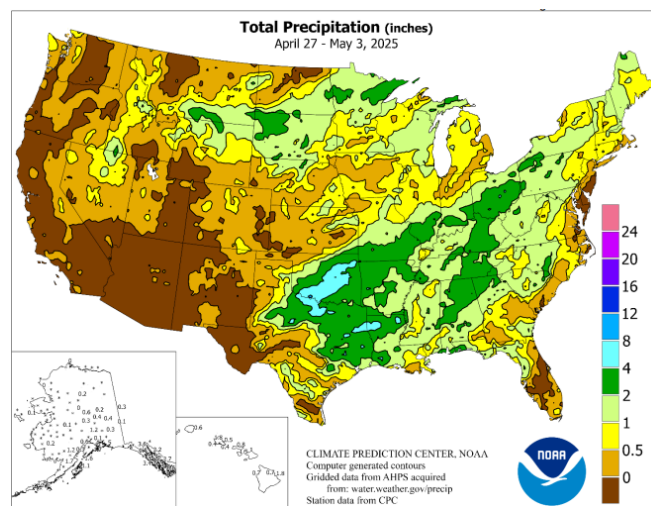 Total Precipitation (inches)
April 27 - May 3, 2025
24
20
16
12
8
4
2
1
0.5
0
0.6
CLIMATE PREDICTION CENTER, NOAA
Computer generated contours
Gridded data from AHPS acquired
from: water.weather.gov/precip
Station data from CPC
NOAA